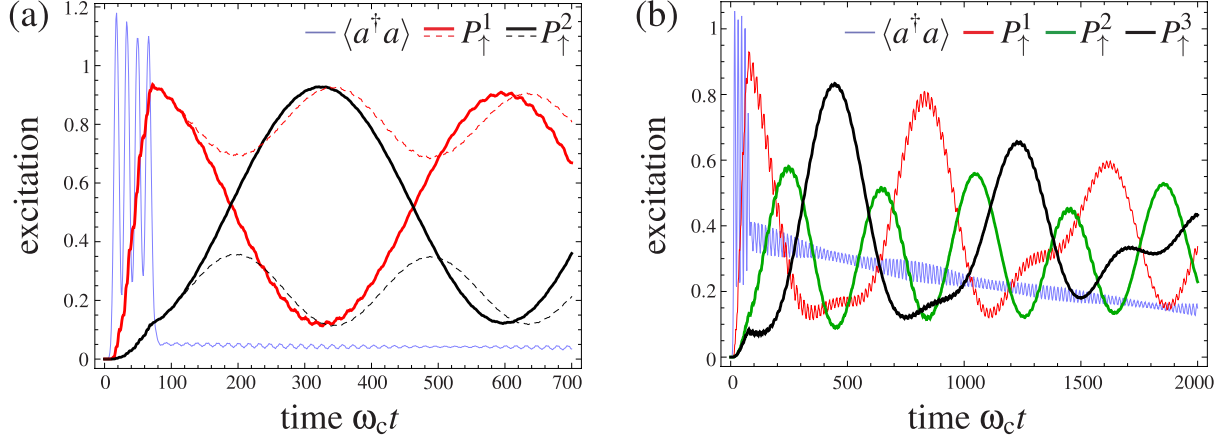 (a)
⟨a†a⟩ P↑1 P↑2
excitation
1.2
1
0.8
0.6
0.4
0.2
0
0 100 200 300 400 500 600 700
time ωct
(b)
⟨a†a⟩ P↑1 P↑2 P↑3
excitation
1
0.8
0.6
0.4
0.2
0
0 500 1000 1500 2000
time ωct